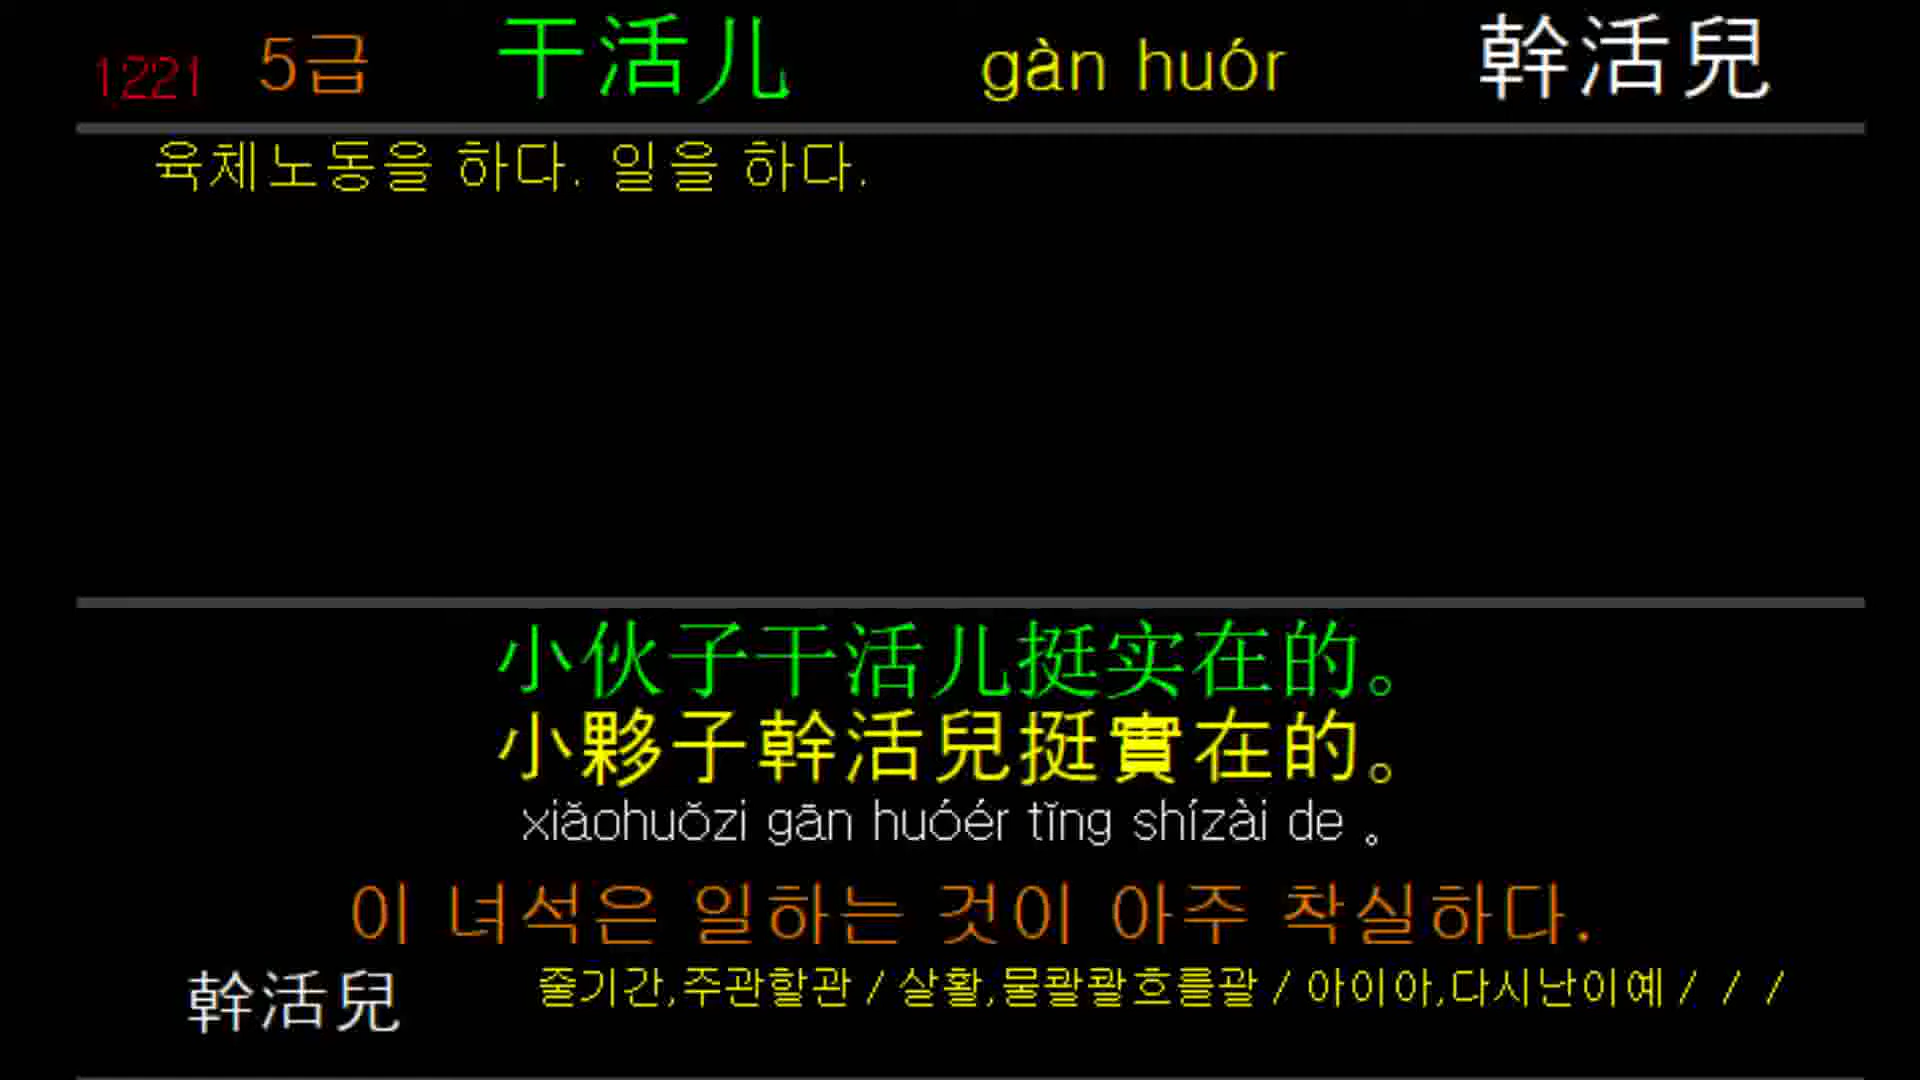 1221 5급 干活儿 gàn huór 幹活兒
육체노동을 하다. 일을 하다.
小伙子干活儿挺实在的。
小夥子幹活兒挺實在的。
xiǎohuǒzi gān huóér tǐng shízài de 。
이 녀석은 일하는 것이 아주 착실하다.
幹活兒 줄기간,주관할관 / 살활,물콸콸흐를괄 / 아이아,다시난이예 / / /